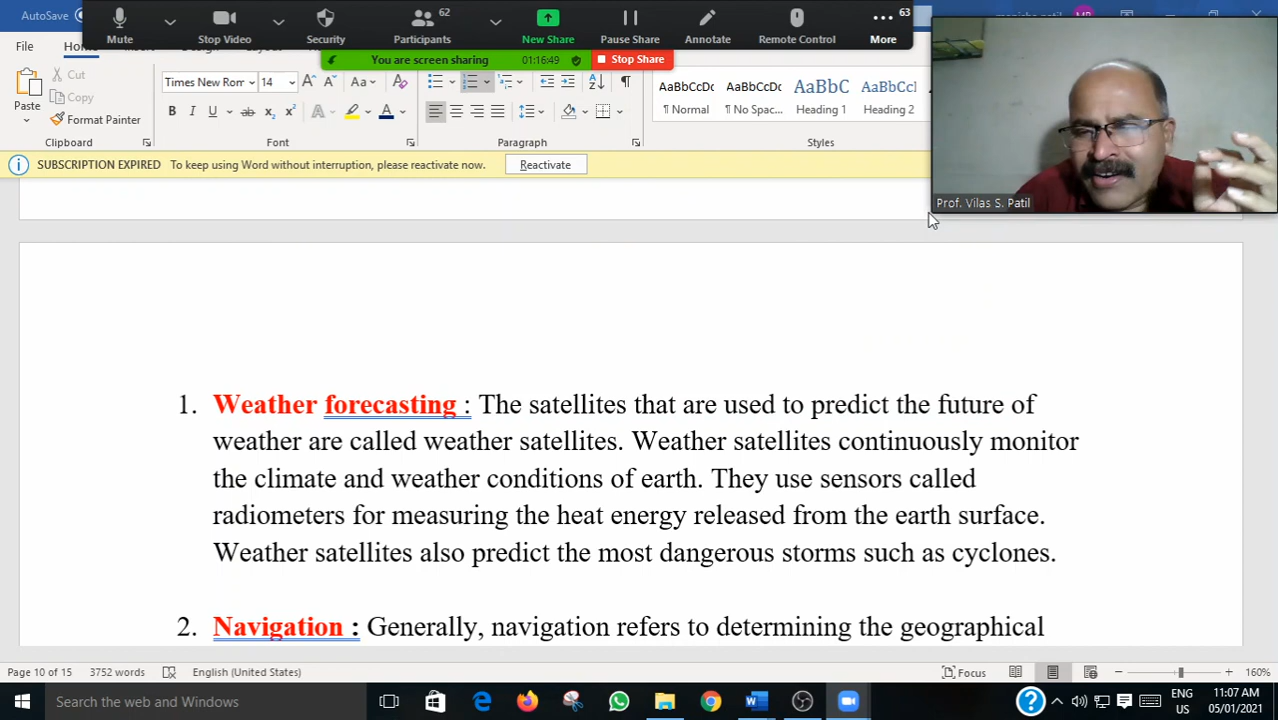 AutoSave
62
63
Mute
Stop Video
Security
Participants
New Share
Pause Share
Annotate
Remote Control
More
You are screen sharing
01:16:49
Stop Share
File
Cut
Copy
Format Painter
Paste
Clipboard
Times New Ror
14
Font
Paragraph
AaBbCcDc
AaBbCcDc
AaBbC
AaBbCcI
¶ Normal
¶ No Spac...
Heading 1
Heading 2
Styles
SUBSCRIPTION EXPIRED To keep using Word without interruption, please reactivate now.
Reactivate
Prof. Vilas S. Patil
1. Weather forecasting : The satellites that are used to predict the future of
weather are called weather satellites. Weather satellites continuously monitor
the climate and weather conditions of earth. They use sensors called
radiometers for measuring the heat energy released from the earth surface.
Weather satellites also predict the most dangerous storms such as cyclones.
2. Navigation : Generally, navigation refers to determining the geographical
Page 10 of 15
3752 words
English (United States)
Focus
160%
Search the web and Windows
ENG
US
11:07 AM
05/01/2021